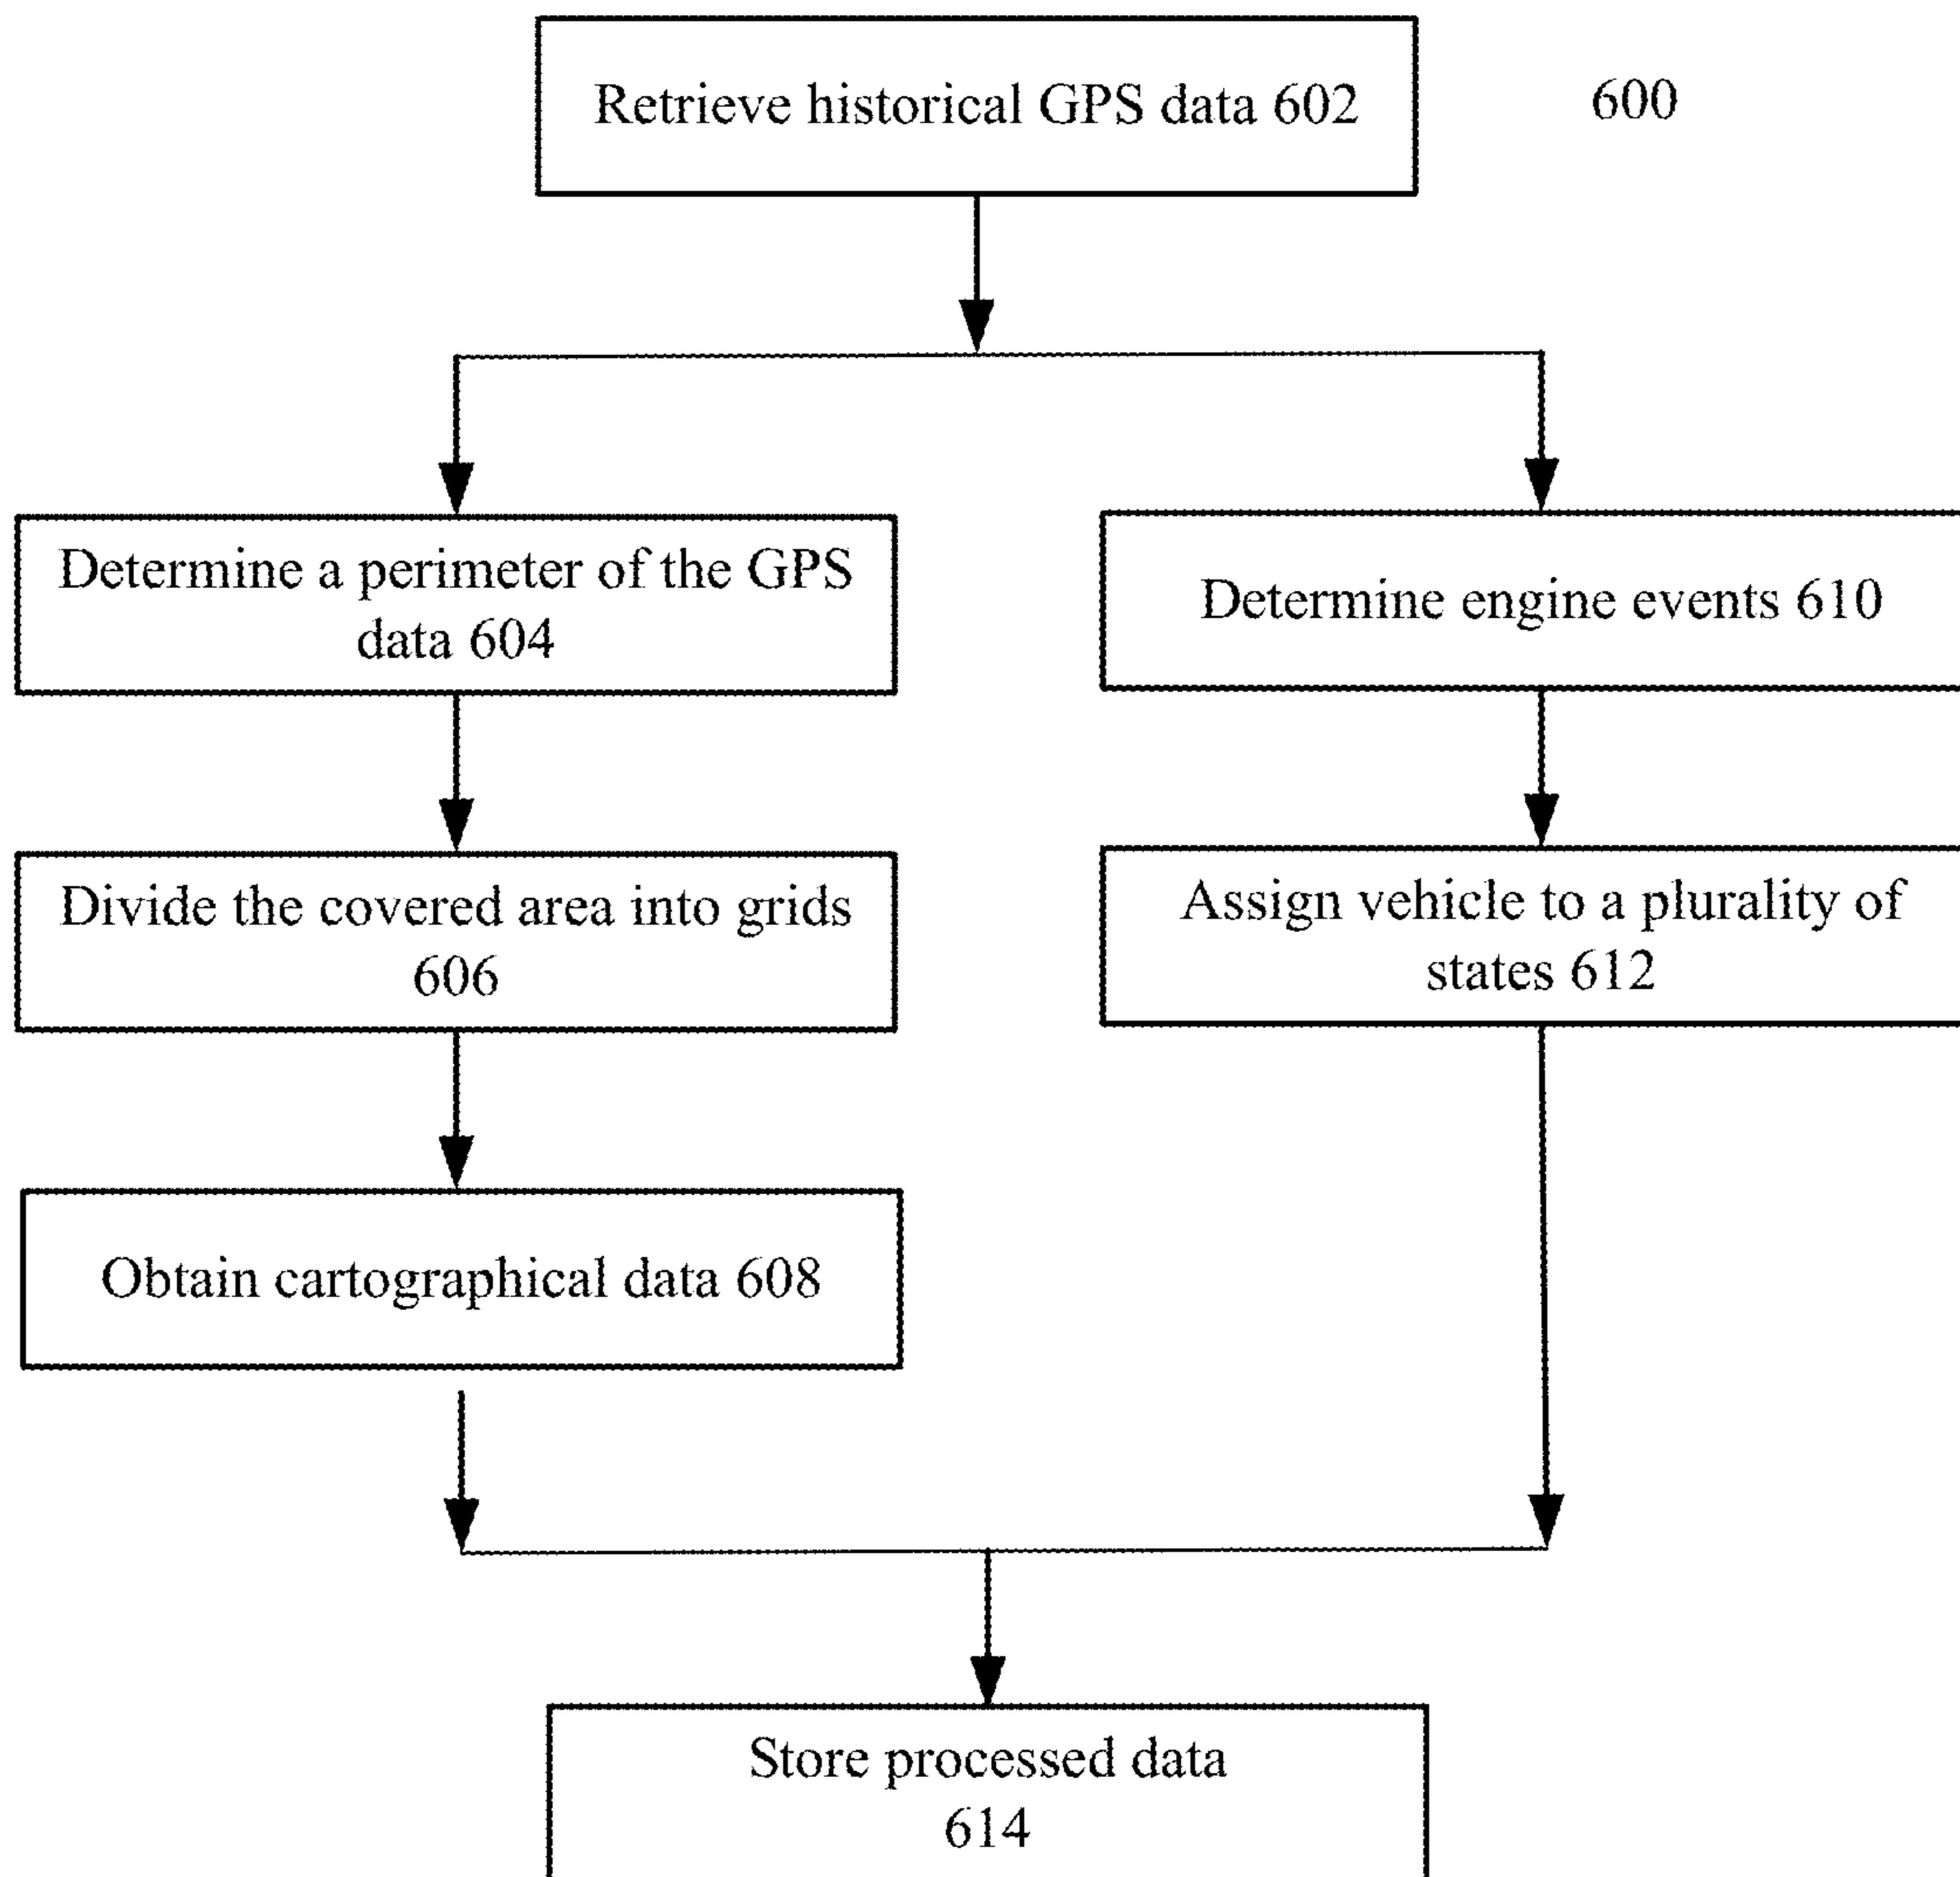 Retrieve historical GPS data 602
600
Determine a perimeter of the GPS
data 604
Determine engine events 610
Divide the covered area into grids
606
Assign vehicle to a plurality of
states 612
Obtain cartographical data 608
Store processed data
614